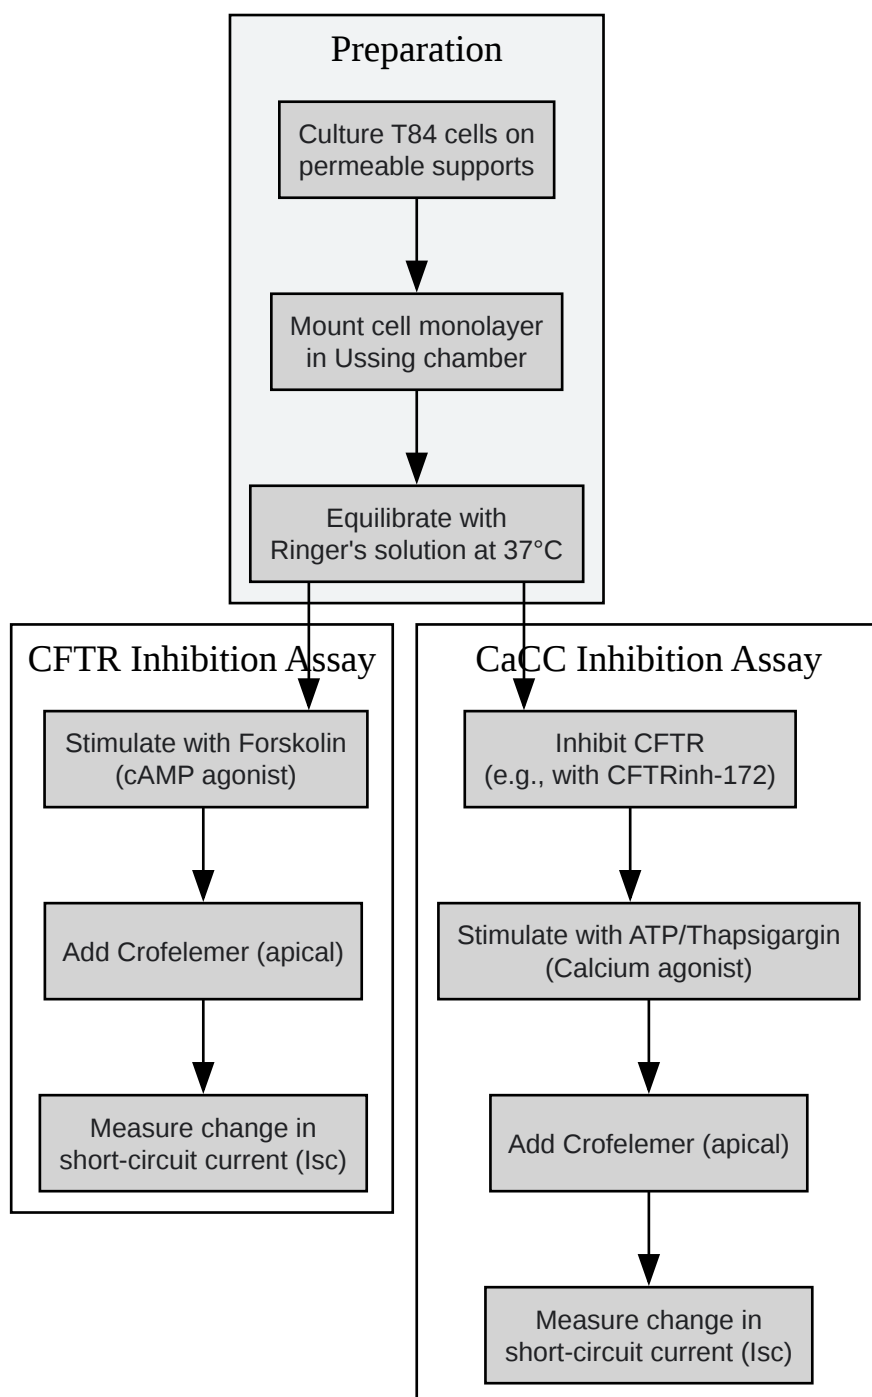 Preparation
Culture T84 cells on
permeable supports
Mount cell monolayer
in Ussing chamber
Equilibrate with
Ringer's solution at 37°C
CFTR Inhibition Assay
Stimulate with Forskolin
(cAMP agonist)
Add Crofelemer (apical)
Measure change in
short-circuit current (Isc)
CaCC Inhibition Assay
Inhibit CFTR
(e.g., with CFTRinh-172)
Stimulate with ATP/Thapsigargin
(Calcium agonist)
Add Crofelemer (apical)
Measure change in
short-circuit current (Isc)